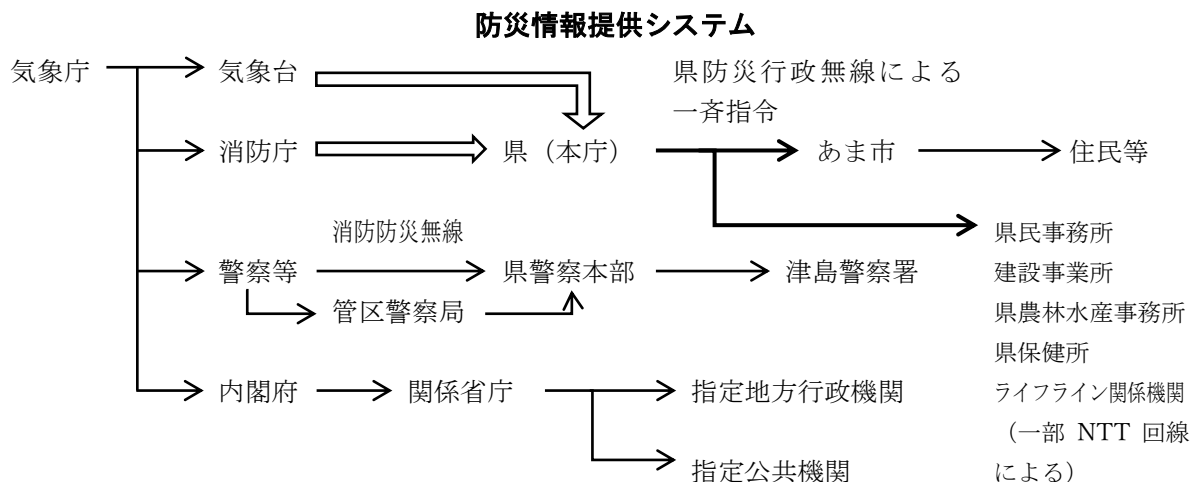 防災情報提供システム
気象庁
気象台
県防災行政無線による
一斉指令
消防庁
県（本庁）
あま市
住民等
消防防災無線
警察等
県警察本部
津島警察署
管区警察局
県民事務所
建設事業所
県農林水産事務所
県保健所
ライフライン関係機関
（一部 NTT 回線
による）
内閣府
関係省庁
指定地方行政機関
指定公共機関